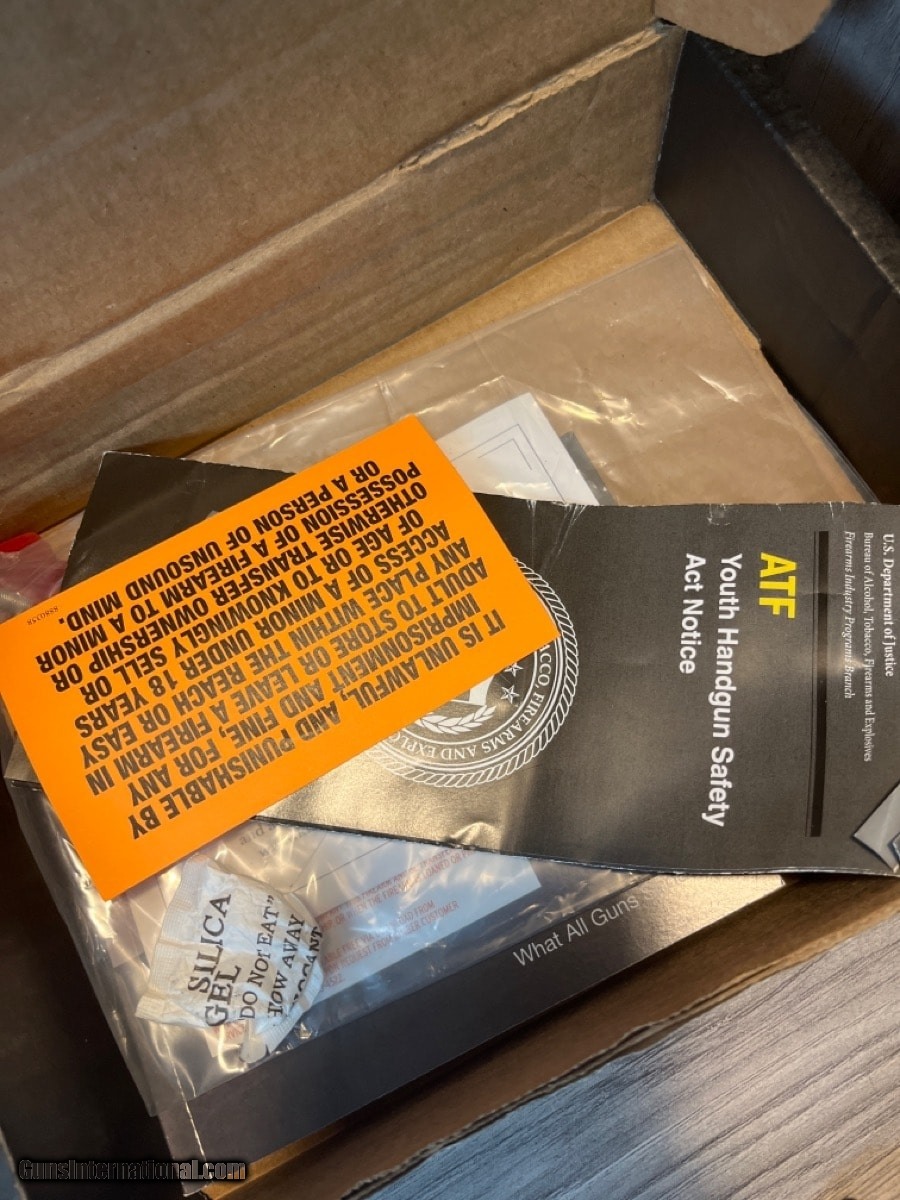 U.S. Department of Justice
Bureau of Alcohol, Tobacco, Firearms and Explosives
Firearms Industry Programs Branch
ATF
Youth Handgun Safety
Act Notice
CCO, FIREARMS AND EXPLO
IT IS UNLAWFUL, AND PUNISHABLE BY
IMPRISONMENT AND FINE, FOR ANY
ADULT TO STORE OR LEAVE A FIREARM IN
ANY PLACE WITHIN THE REACH OR EASY
ACCESS OF A MINOR UNDER 18 YEARS
OF AGE OR TO KNOWINGLY SELL OR
OTHERWISE TRANSFER OWNERSHIP OR
POSSESSION OF A FIREARM TO A MINOR
OR A PERSON OF UNSOUND MIND.
SILICA
GEL
DO NOT EAT"
What All Guns
GunsInternational.com